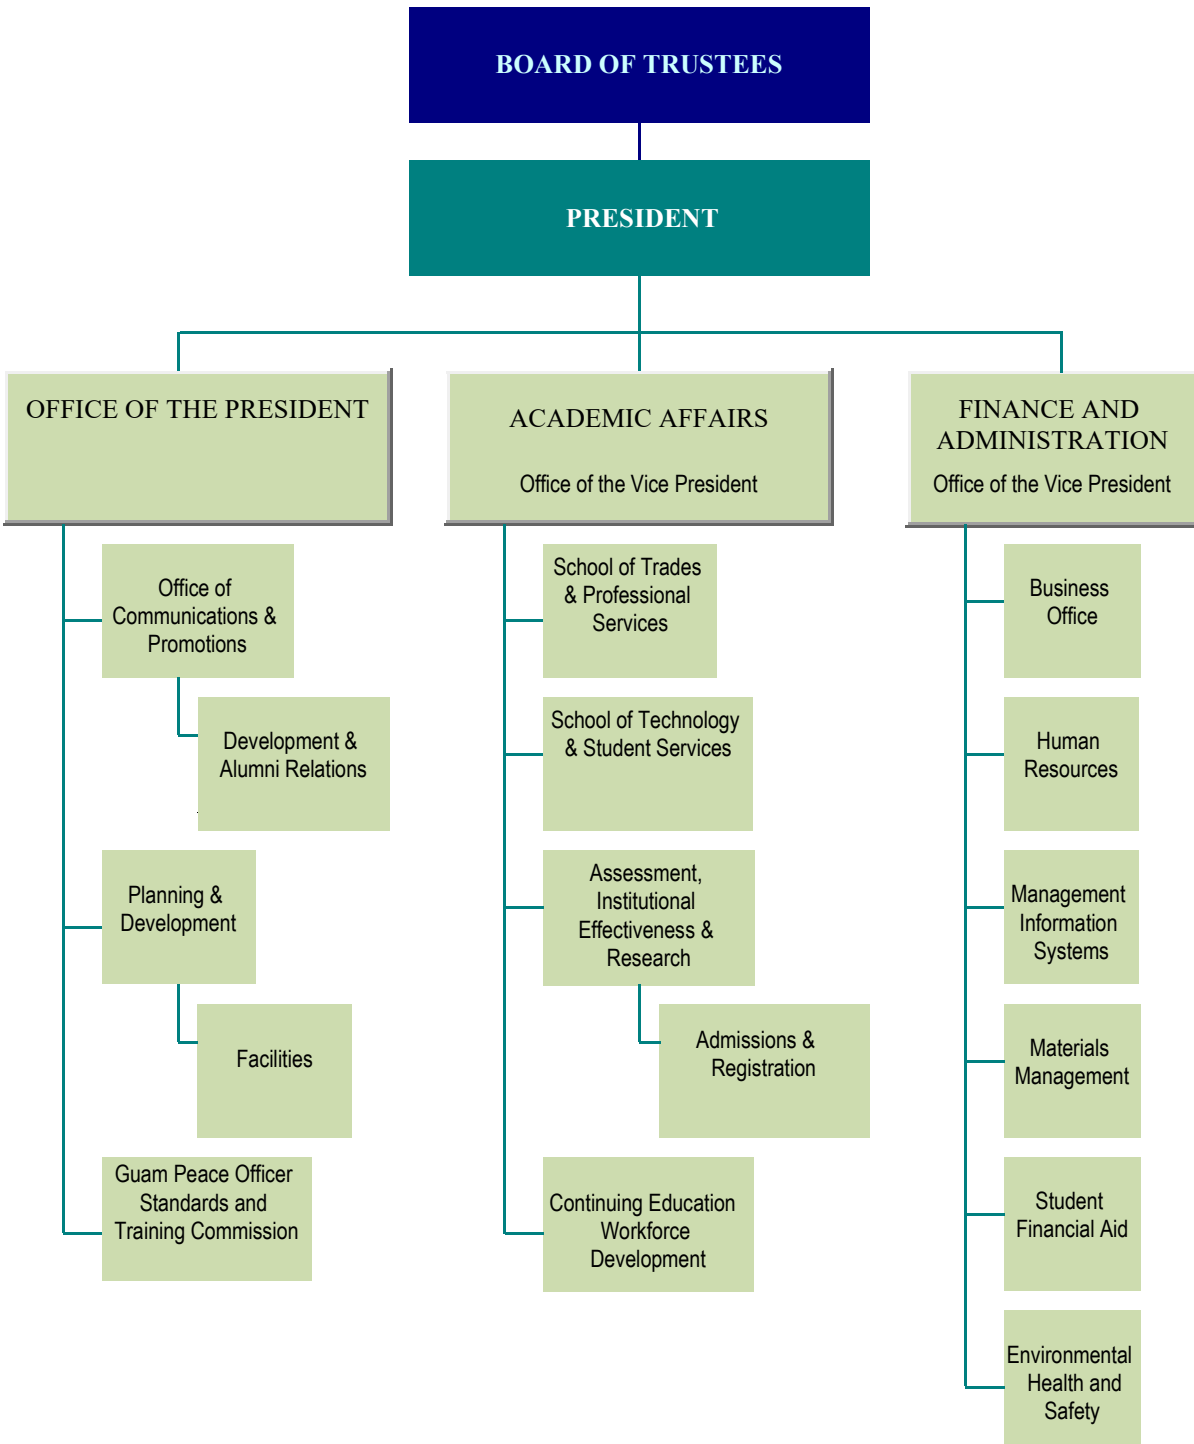 BOARD OF TRUSTEES
PRESIDENT
OFFICE OF THE PRESIDENT
Office of
Communications &
Promotions
Development &
Alumni Relations
Planning &
Development
Facilities
Guam Peace Officer
Standards and
Training Commission
ACADEMIC AFFAIRS
Office of the Vice President
School of Trades
& Professional
Services
School of Technology
& Student Services
Assessment,
Institutional
Effectiveness &
Research
Admissions &
Registration
Continuing Education
Workforce
Development
FINANCE AND
ADMINISTRATION
Office of the Vice President
Business
Office
Human
Resources
Management
Information
Systems
Materials
Management
Student
Financial Aid
Environmental
Health and
Safety